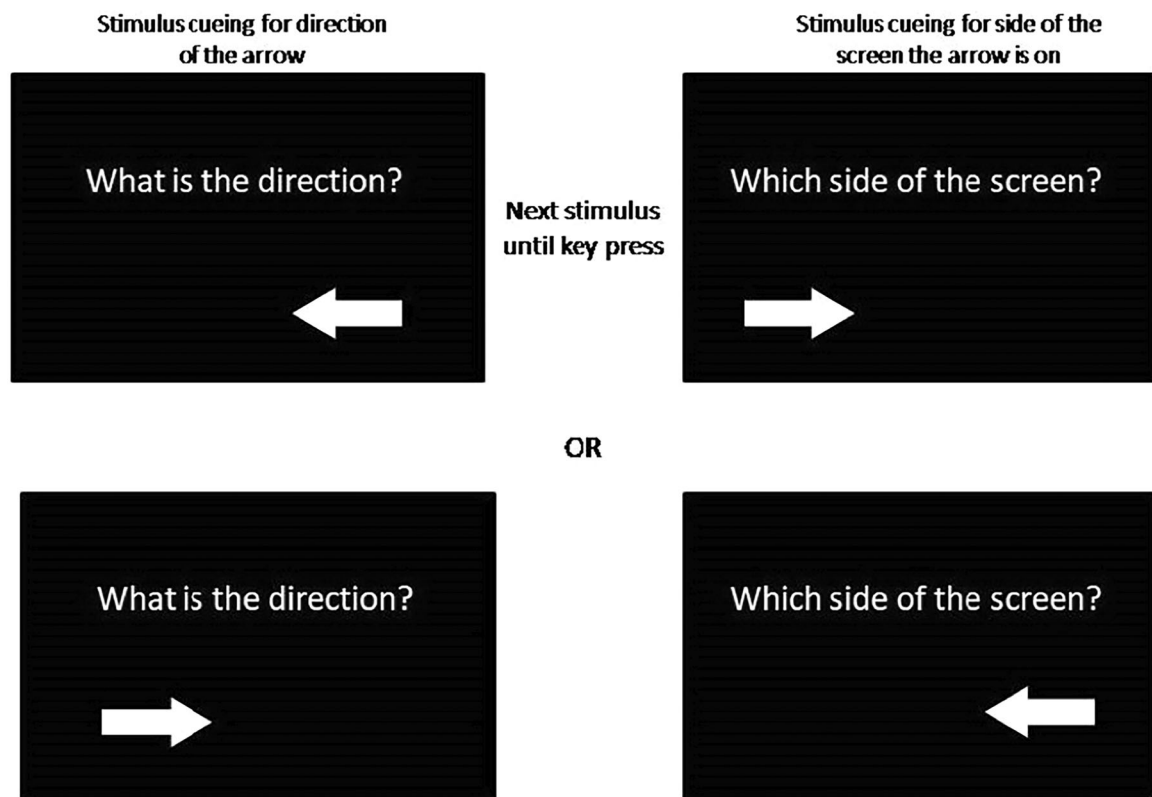 Stimulus cueing for direction
of the arrow
Stimulus cueing for side of the
screen the arrow is on
What is the direction?
Next stimulus
until key press
Which side of the screen?
OR
What is the direction?
Which side of the screen?